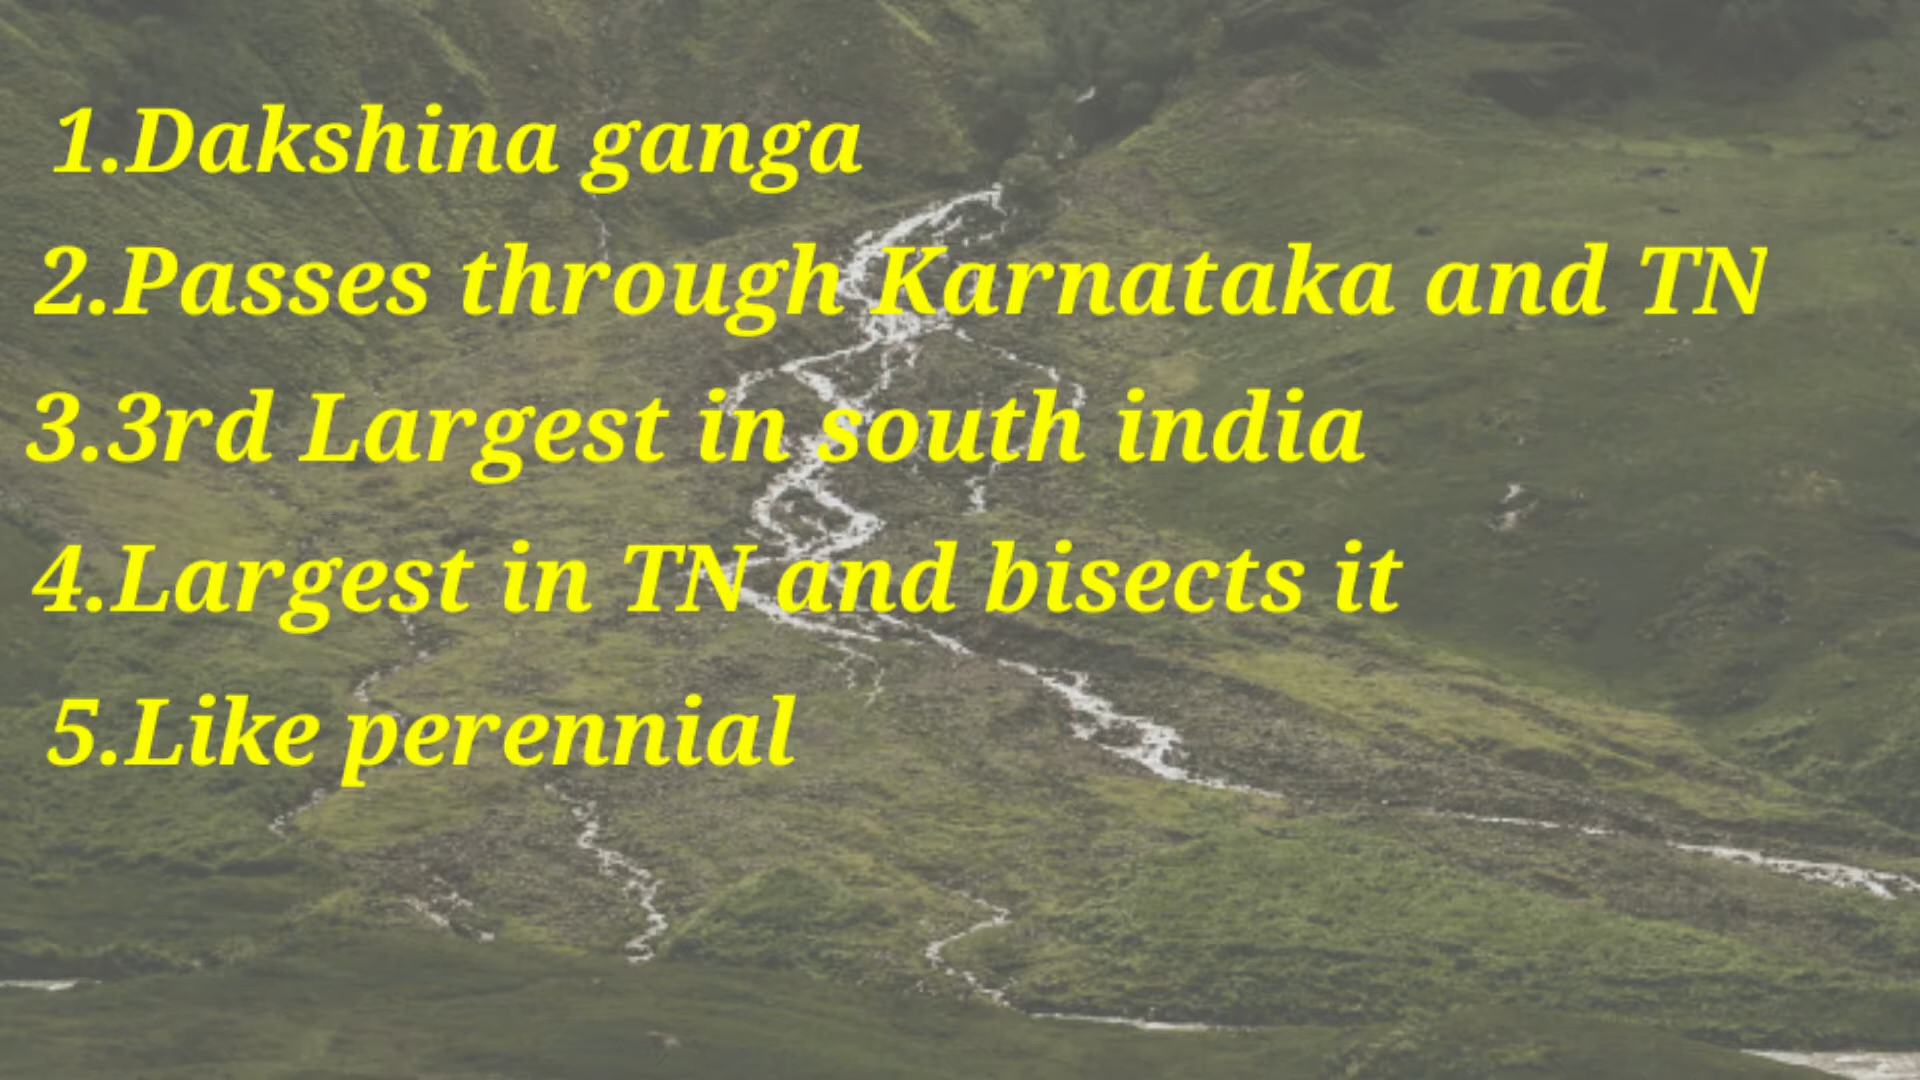 1.Dakshina ganga
2.Passes through Karnataka and TN
3.3rd Largest in south india
4.Largest in TN and bisects it
5.Like perennial